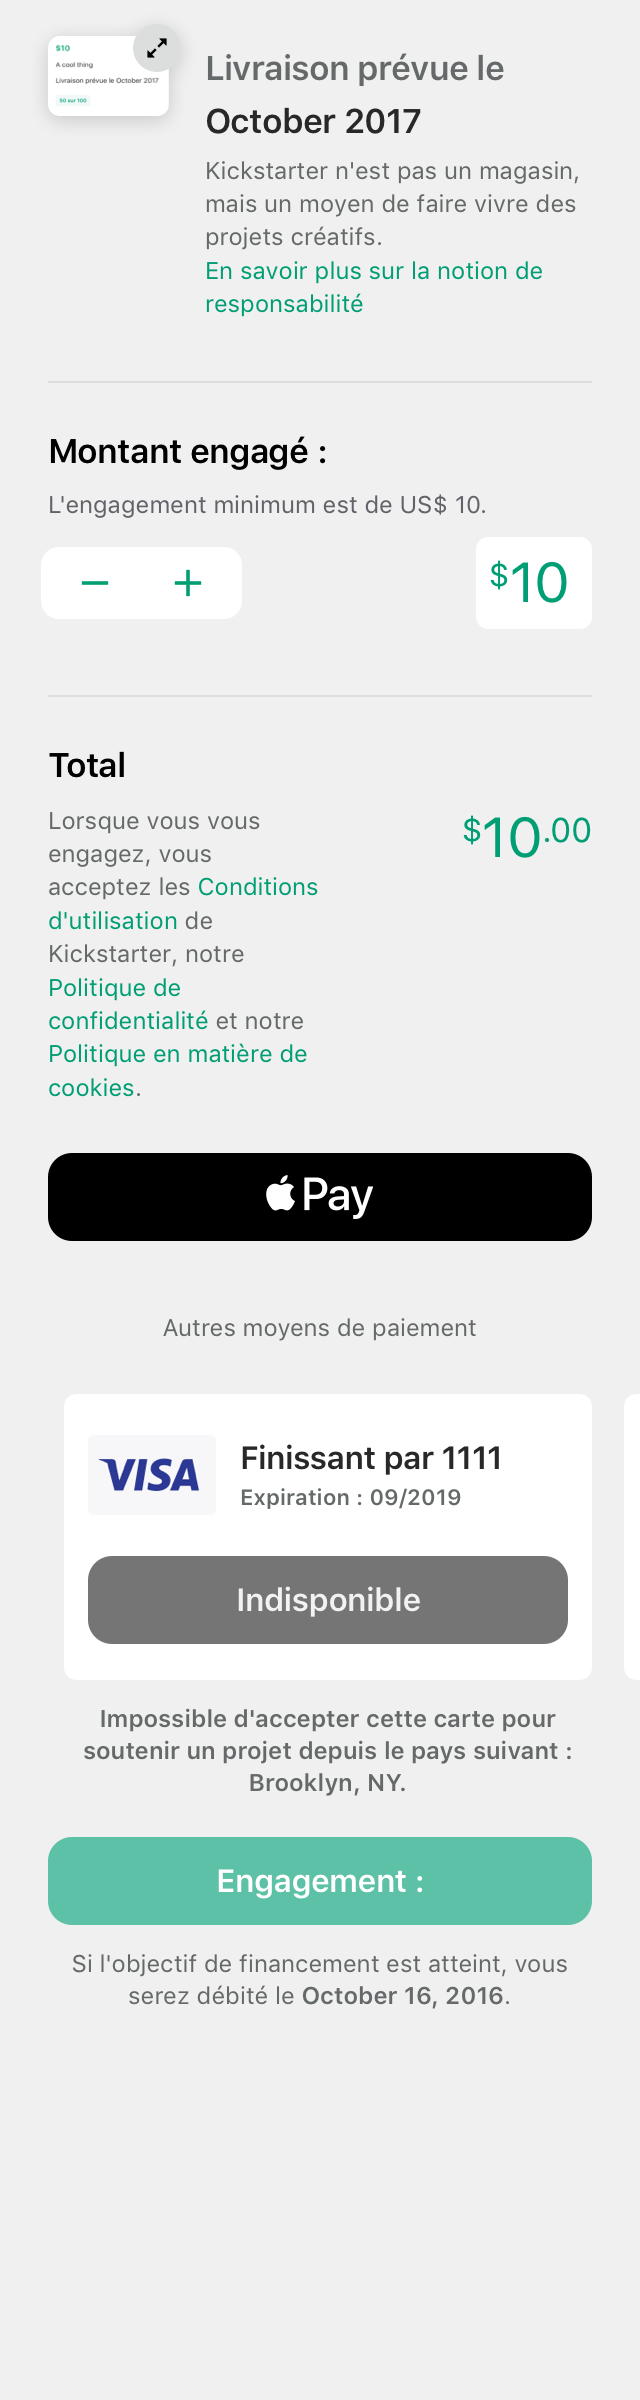 $10
A cool thing
Livraison prévue le October 2017
50 sur 100
Livraison prévue le
October 2017
Kickstarter n'est pas un magasin,
mais un moyen de faire vivre des
projets créatifs.
En savoir plus sur la notion de
responsabilité
Montant engagé :
L'engagement minimum est de US$ 10.
− +
$10
Total
Lorsque vous vous
engagez, vous
acceptez les Conditions
d'utilisation de
Kickstarter, notre
Politique de
confidentialité et notre
Politique en matière de
cookies.
$10.00
Pay
Autres moyens de paiement
VISA
Finissant par 1111
Expiration : 09/2019
Indisponible
Impossible d'accepter cette carte pour
soutenir un projet depuis le pays suivant :
Brooklyn, NY.
Engagement :
Si l'objectif de financement est atteint, vous
serez débité le October 16, 2016.